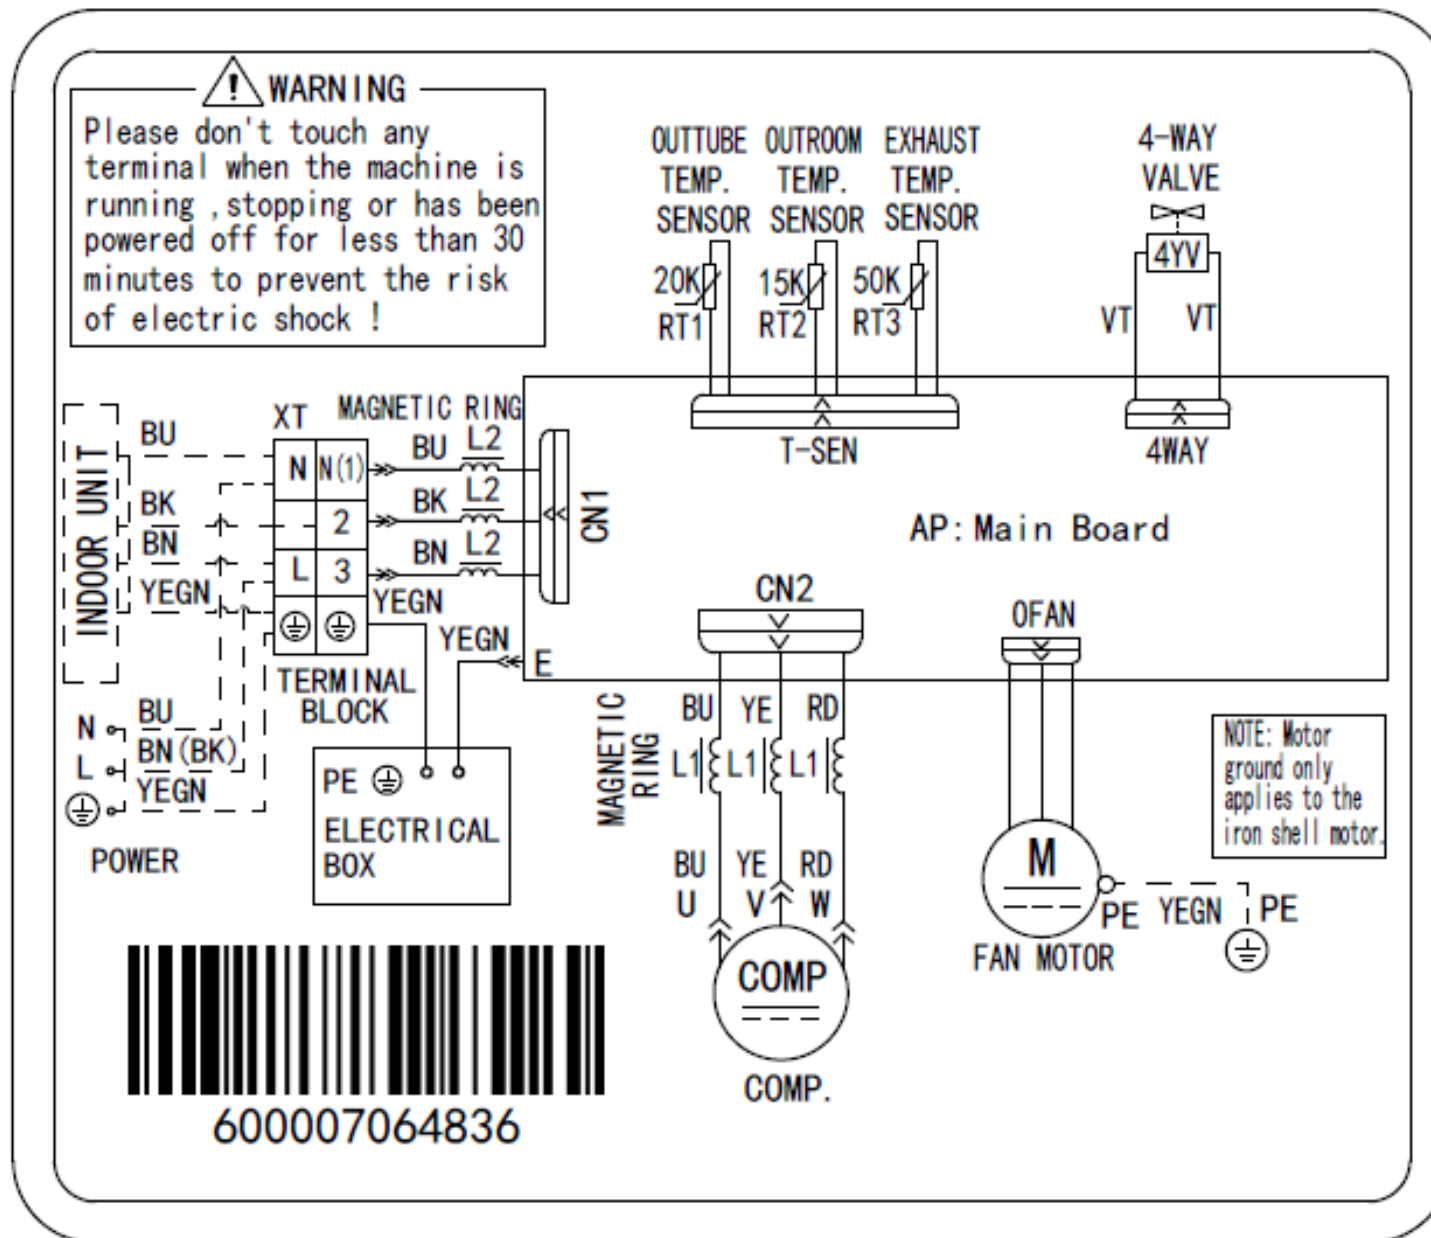 WARNING
Please don't touch any
terminal when the machine is
running ,stopping or has been
powered off for less than 30
minutes to prevent the risk
of electric shock !
OUTTUBE
TEMP.
SENSOR
OUTROOM
TEMP.
SENSOR
EXHAUST
TEMP.
SENSOR
4-WAY
VALVE
20K
RT1
15K
RT2
50K
RT3
4YV
VT
VT
T-SEN
4WAY
INDOOR UNIT
BU
BK
BN
YEGN
XT
N
N(1)
2
L
3
TERMINAL
BLOCK
MAGNETIC RING
BU
L2
BK
L2
BN
L2
YEGN
CN1
YEGN
E
AP:Main Board
CN2
OFAN
N
BU
L
BN(BK)
YEGN
POWER
PE
ELECTRICAL
BOX
MAGNETIC
RING
BU
YE
RD
L1
L1
L1
BU
YE
RD
U
V
W
COMP
COMP.
M
FAN MOTOR
PE
YEGN
PE
NOTE: Motor
ground only
applies to the
iron shell motor.
600007064836